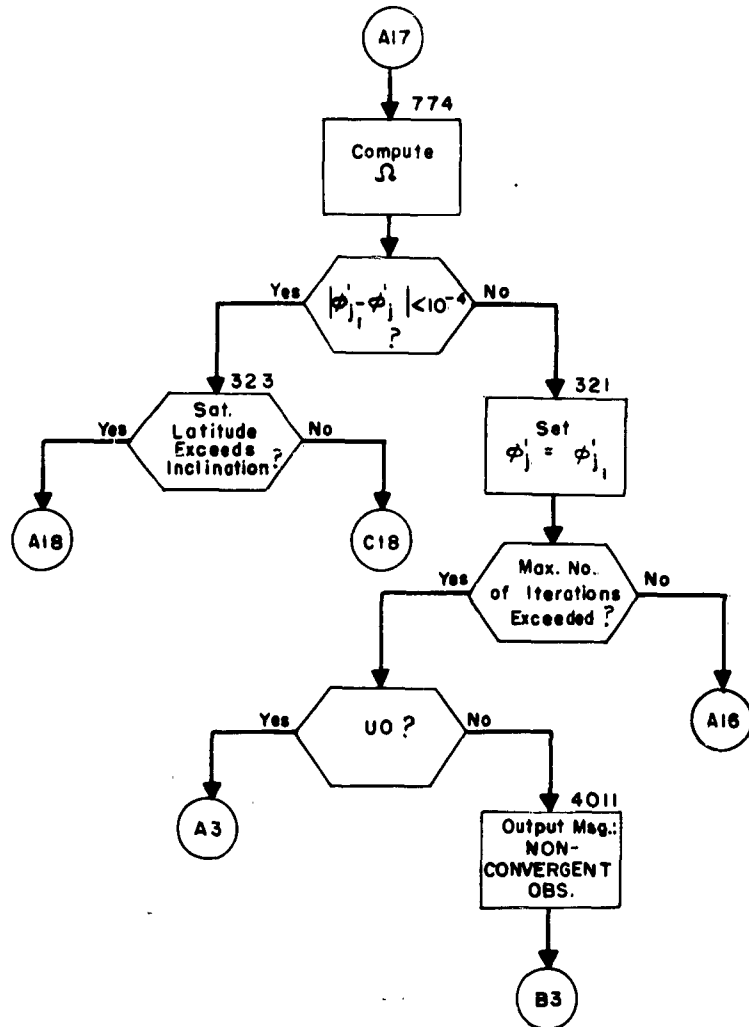 A17
774
Compute
Ω
Yes
|φ'j₁ - φ'j| < 10⁻⁴
?
No
323
Sat.
Latitude
Exceeds
Inclination?
Yes
No
321
Set
φ'j = φ'j₁
A18
C18
Max. No.
of Iterations
Exceeded?
Yes
No
A16
UO?
Yes
No
A3
4011
Output Msg.:
NON-
CONVERGENT
OBS.
B3